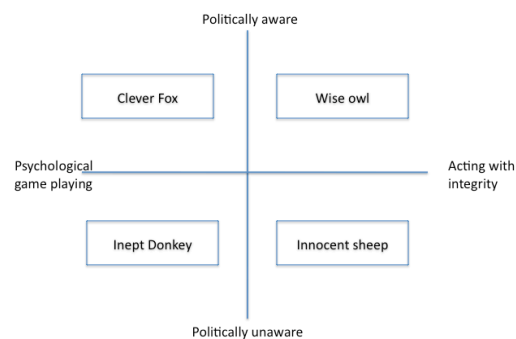 Politically aware
Clever Fox
Wise owl
Psychological
game playing
Acting with
integrity
Inept Donkey
Innocent sheep
Politically unaware